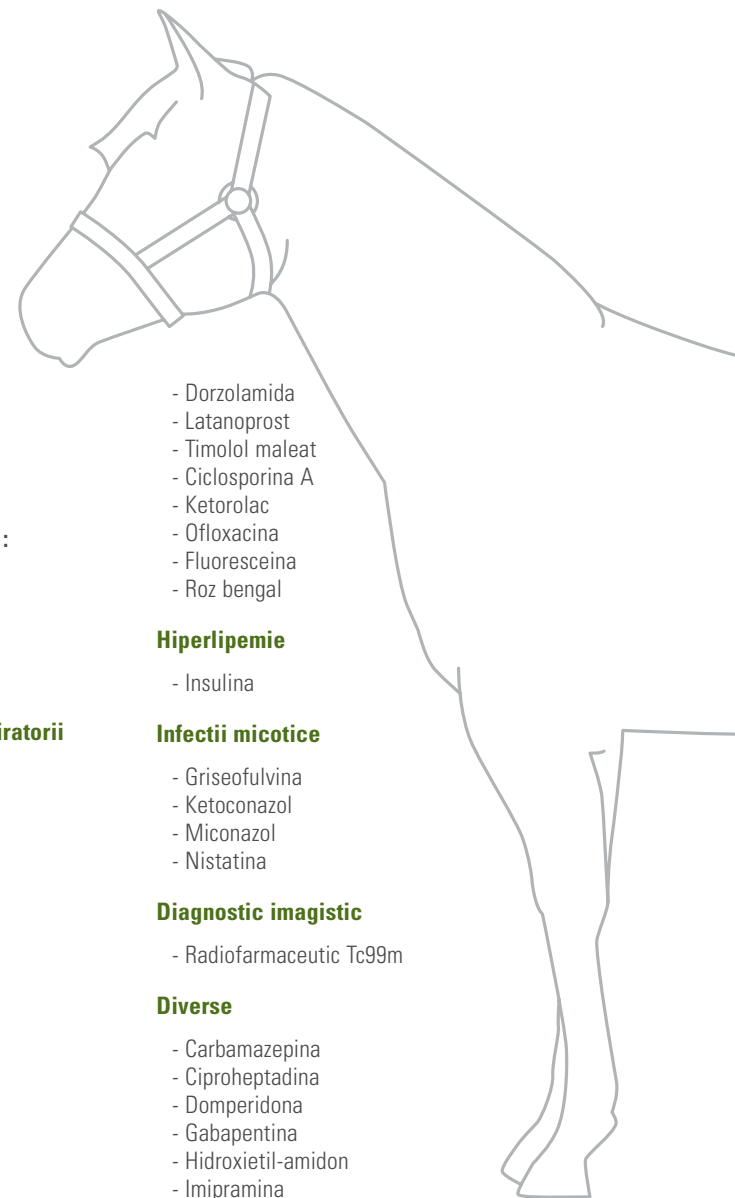 - Dorzolamida
- Latanoprost
- Timolol maleat
- Ciclosporina A
- Ketorolac
- Ofloxacina
- Fluoresceina
- Roz bengal
:
Hiperlipemie
- Insulina
iratorii
Infectii micotice
- Griseofulvina
- Ketoconazol
- Miconazol
- Nistatina
Diagnostic imagistic
- Radiofarmaceutic Tc99m
Diverse
- Carbamazepina
- Ciproheptadina
- Domperidona
- Gabapentina
- Hidroxietil-amidon
- Imipramina